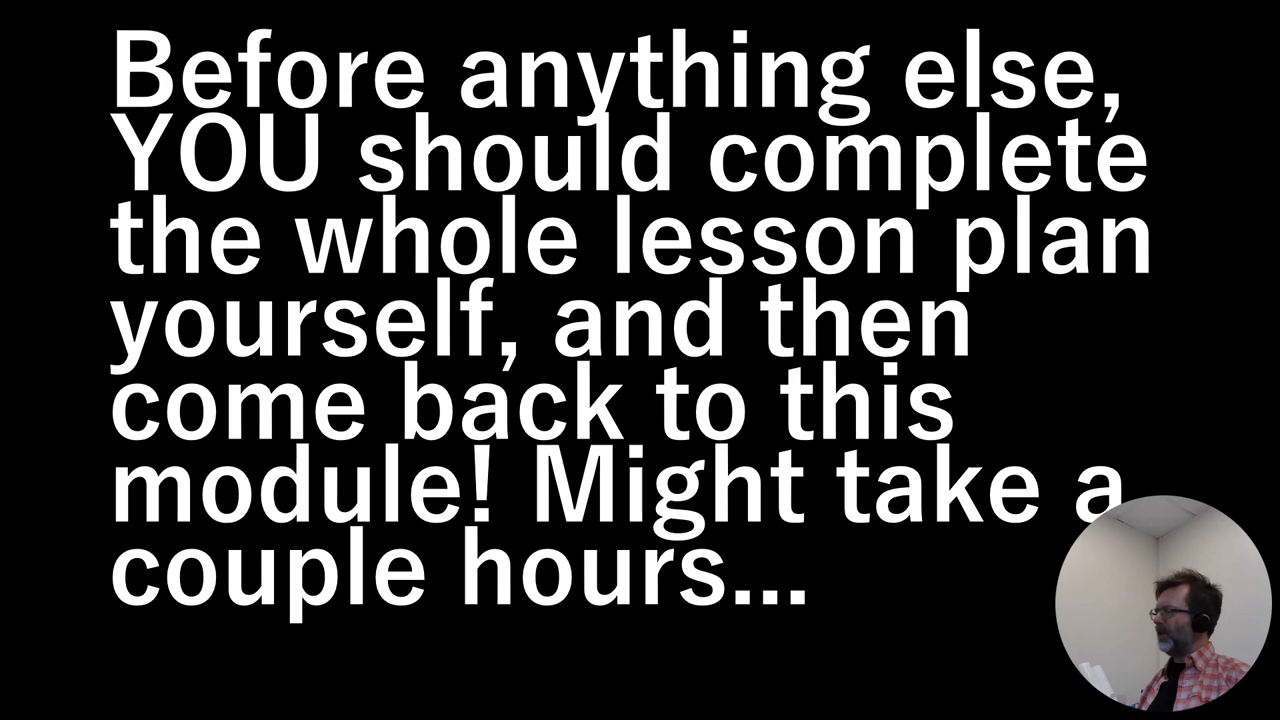 Before anything else,
YOU should complete
the whole lesson plan
yourself, and then
come back to this
module! Might take a
couple hours...